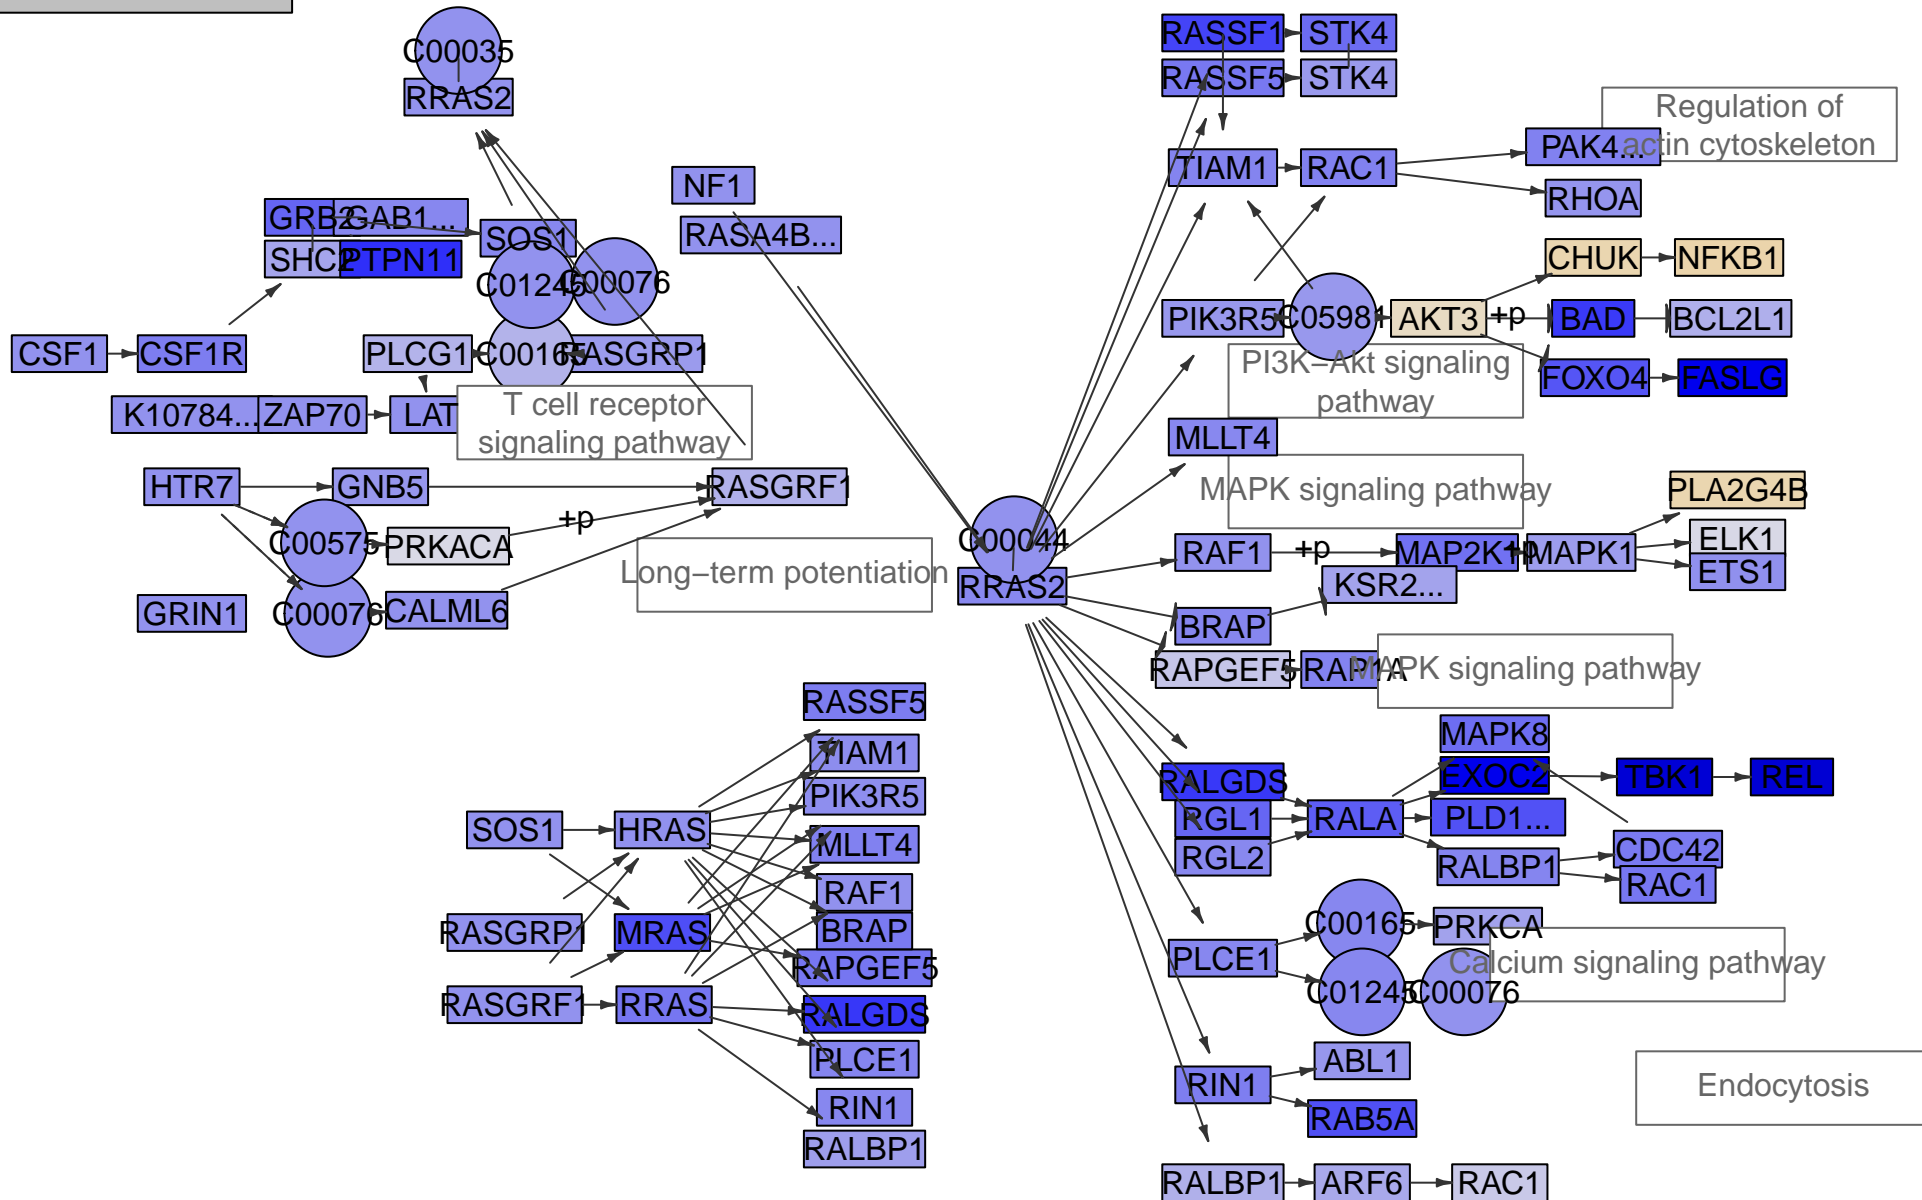 C00035
RRAS2
RASSF1
STK4
RASSF5
STK4
Regulation of
actin cytoskeleton
PAK4...
TIAM1
RAC1
RHOA
NF1
RASA4B...
GRB2
GAB1...
SOS1
SHC2
PTPN11
C01245
C00076
CHUK
NFKB1
PIK3R5
C05981
AKT3
+p
BAD
BCL2L1
CSF1
CSF1R
PLCG1
C00165
RASGRP1
PI3K–Akt signaling
pathway
FOXO4
FASLG
K10784...
ZAP70
LAT
T cell receptor
signaling pathway
MLLT4
HTR7
GNB5
RASGRF1
MAPK signaling pathway
PLA2G4B
+p
C00575
PRKACA
C00044
RAF1
+p
MAP2K1
+p
MAPK1
ELK1
ETS1
Long–term potentiation
RRAS2
KSR2...
GRIN1
C00076
CALML6
BRAP
RAPGEF5
RAP1A
MAPK signaling pathway
RASSF5
TIAM1
PIK3R5
MAPK8
RALGDS
EXOC2
TBK1
REL
SOS1
HRAS
MLLT4
RGL1
RALA
PLD1...
RGL2
RALBP1
CDC42
RAC1
RAF1
RASGRP1
MRAS
BRAP
C00165
PRKCA
RAPGEF5
PLCE1
Calcium signaling pathway
C01245
C00076
RASGRF1
RRAS
RALGDS
PLCE1
ABL1
RIN1
Endocytosis
RIN1
RAB5A
RALBP1
RALBP1
ARF6
RAC1